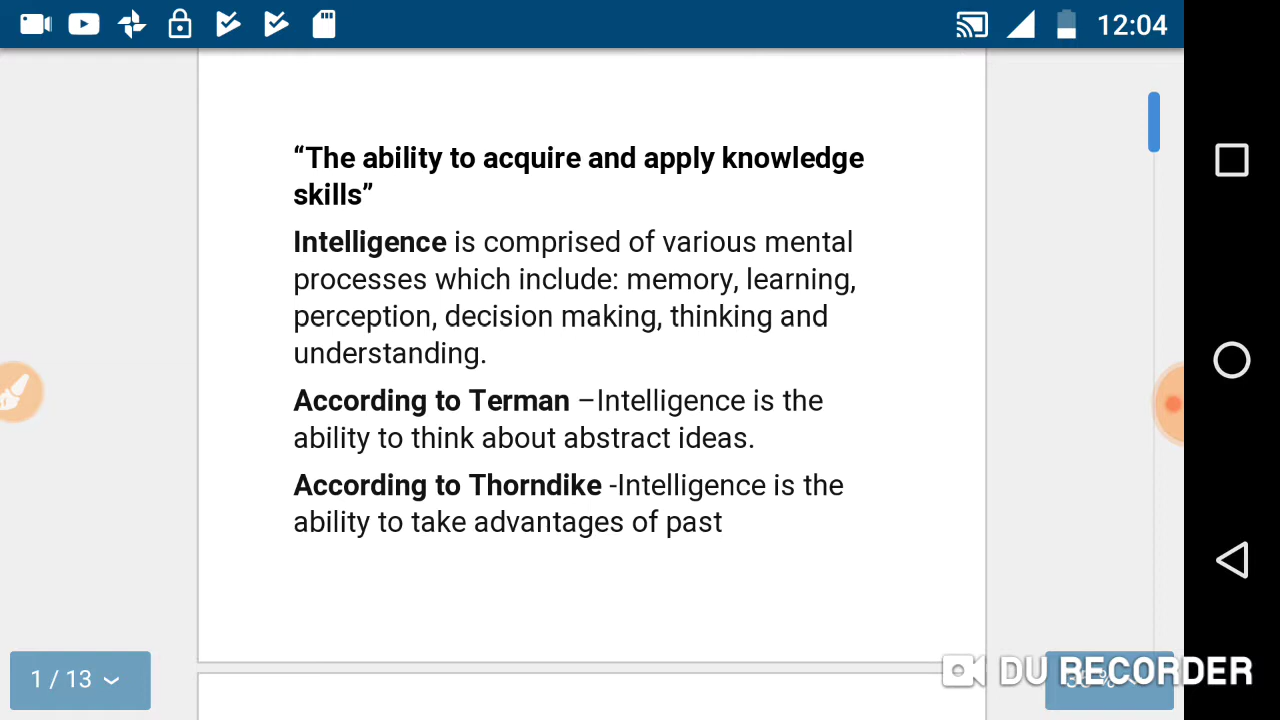 12:04
“The ability to acquire and apply knowledge
skills”
Intelligence is comprised of various mental
processes which include: memory, learning,
perception, decision making, thinking and
understanding.
According to Terman –Intelligence is the
ability to think about abstract ideas.
According to Thorndike -Intelligence is the
ability to take advantages of past
1 / 13
DU RECORDER